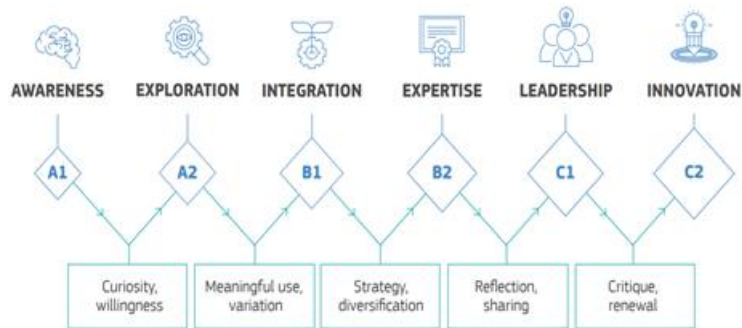 AWARENESS EXPLORATION INTEGRATION EXPERTISE LEADERSHIP INNOVATION
A1 A2 B1 B2 C1 C2
Curiosity,
willingness
Meaningful use,
variation
Strategy,
diversification
Reflection,
sharing
Critique,
renewal